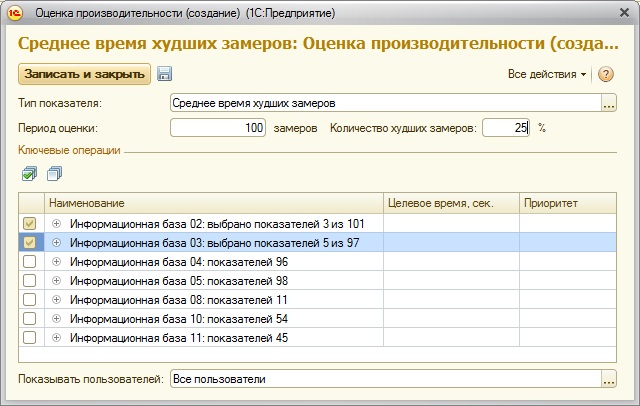 Оценка производительности (создание) (1С:Предприятие)
Среднее время худших замеров: Оценка производительности (созда...
Записать и закрыть Все действия ?
Тип показателя: Среднее время худших замеров ...
Период оценки: 100 замеров Количество худших замеров: 25 %
Ключевые операции
Наименование Целевое время, сек. Приоритет
Информационная база 02: выбрано показателей 3 из 101
Информационная база 03: выбрано показателей 5 из 97
Информационная база 04: показателей 96
Информационная база 05: показателей 98
Информационная база 08: показателей 11
Информационная база 10: показателей 54
Информационная база 11: показателей 45
Показывать пользователей: Все пользователи ...